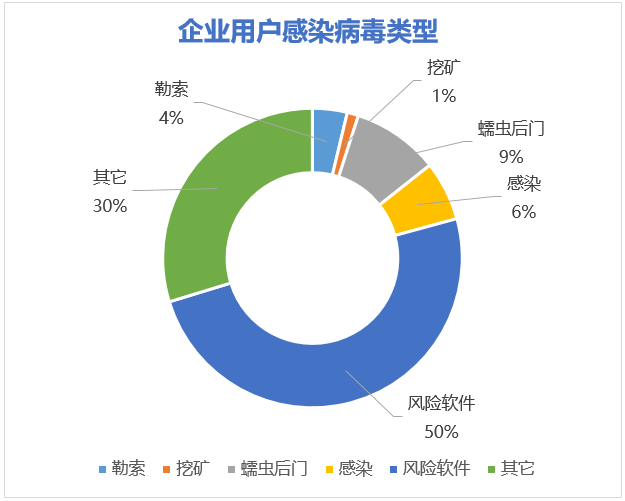 企业用户感染病毒类型
挖矿
1%
勒索
4%
蠕虫后门
9%
其它
30%
感染
6%
风险软件
50%
勒索 挖矿 蠕虫后门 感染 风险软件 其它